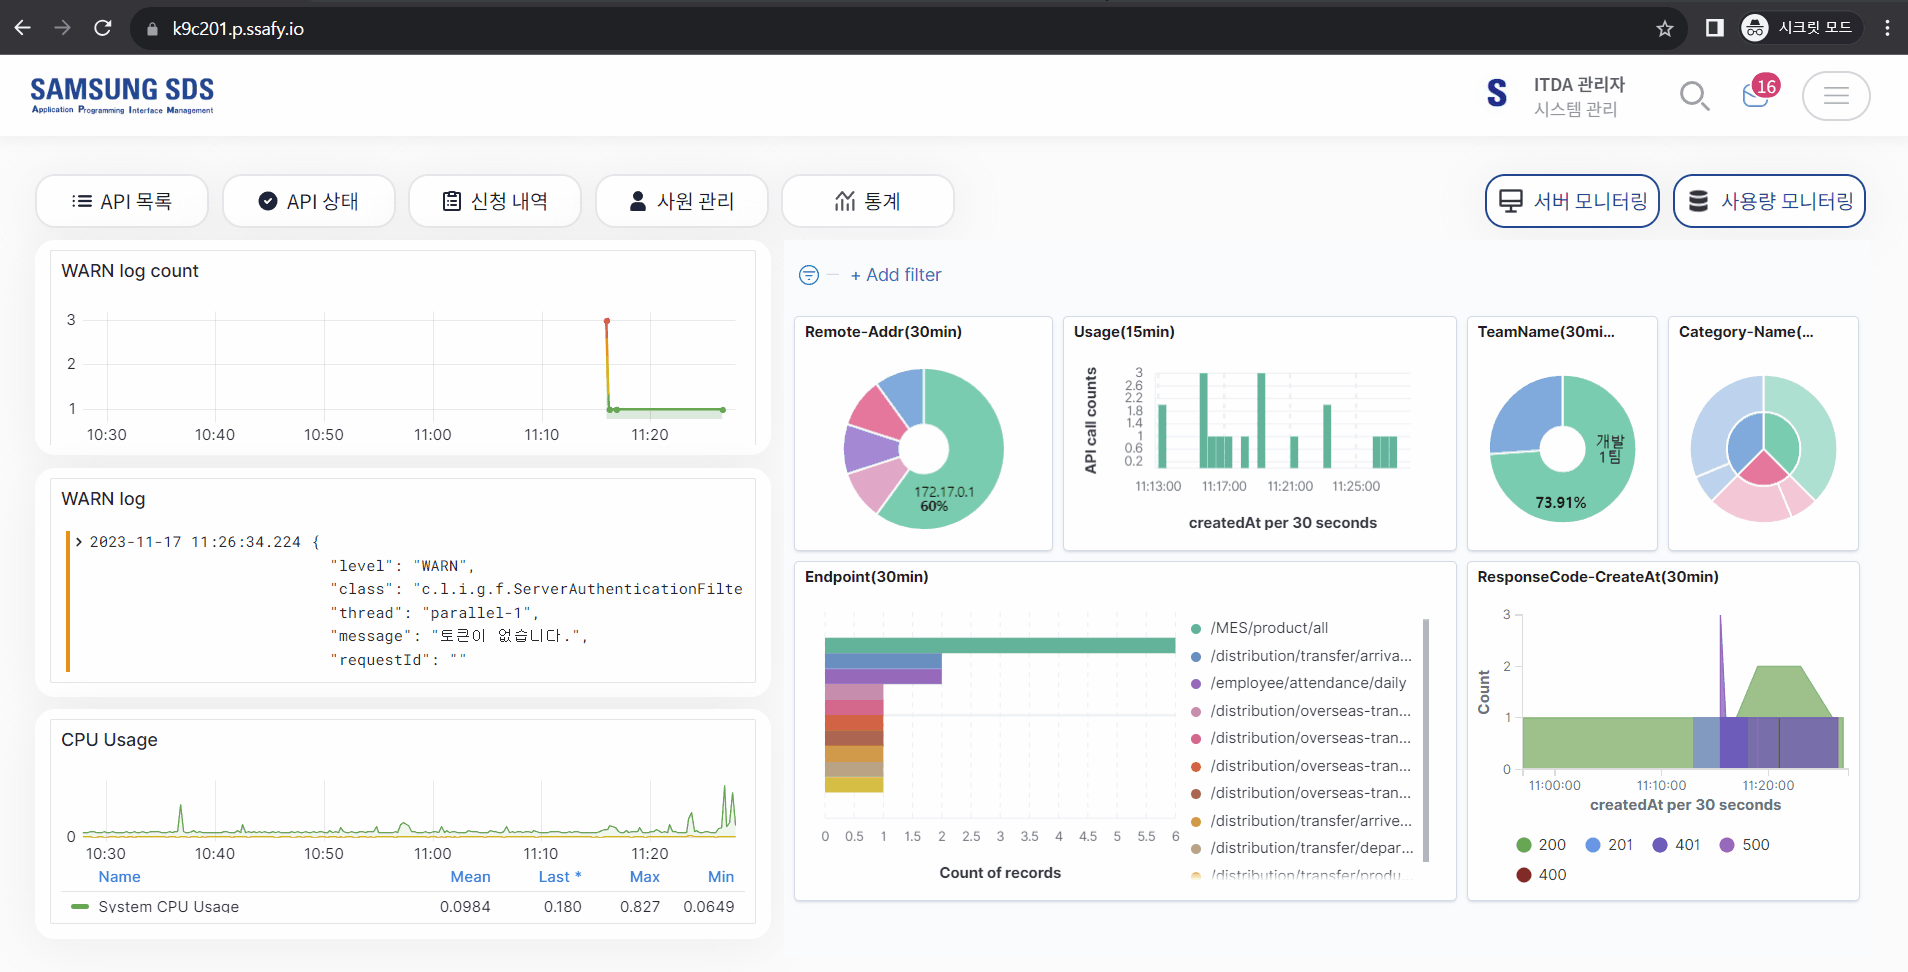 k9c201.p.ssafy.io
시크릿 모드
SAMSUNG SDS
Application Programming Interface Management
S
ITDA 관리자
시스템 관리
16
API 목록
API 상태
신청 내역
사원 관리
통계
서버 모니터링
사용량 모니터링
WARN log count
3
2
1
10:30 10:40 10:50 11:00 11:10 11:20
WARN log
2023-11-17 11:26:34.224 {
"level": "WARN",
"class": "c.l.i.g.f.ServerAuthenticationFilte
"thread": "parallel-1",
"message": "토큰이 없습니다.",
"requestId": ""
CPU Usage
0
10:30 10:40 10:50 11:00 11:10 11:20
Name Mean Last * Max Min
System CPU Usage 0.0984 0.180 0.827 0.0649
+ Add filter
Remote-Addr(30min)
172.17.0.1
60%
Usage(15min)
API call counts
3
2.6
2.2
1.8
1.4
1
0.6
0.2
11:13:00 11:17:00 11:21:00 11:25:00
createdAt per 30 seconds
TeamName(30mi...
개발
1팀
73.91%
Category-Name(...
Endpoint(30min)
0 0.5 1 1.5 2 2.5 3 3.5 4 4.5 5 5.5 6
Count of records
/MES/product/all
/distribution/transfer/arriva...
/employee/attendance/daily
/distribution/overseas-tran...
/distribution/overseas-tran...
/distribution/overseas-tran...
/distribution/overseas-tran...
/distribution/transfer/arrive...
/distribution/transfer/depar...
/distribution/transfer/produ...
ResponseCode-CreateAt(30min)
Count
3
2
1
0
11:00:00 11:10:00 11:20:00
createdAt per 30 seconds
200 201 401 500
400